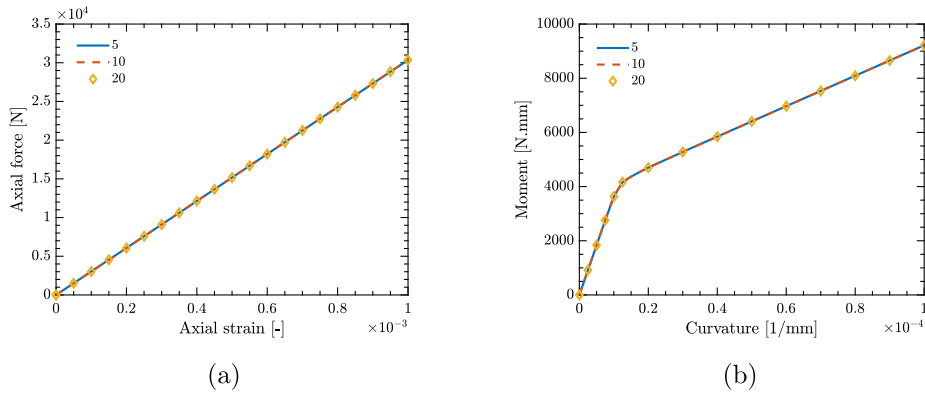 ×10⁴
3.5
3
2.5
2
1.5
1
0.5
0
Axial force [N]
5
10
20
0 0.2 0.4 0.6 0.8 1
Axial strain [-]
×10⁻³
(a)
10000
8000
6000
4000
2000
0
Moment [N.mm]
5
10
20
0 0.2 0.4 0.6 0.8 1
Curvature [1/mm]
×10⁻⁴
(b)